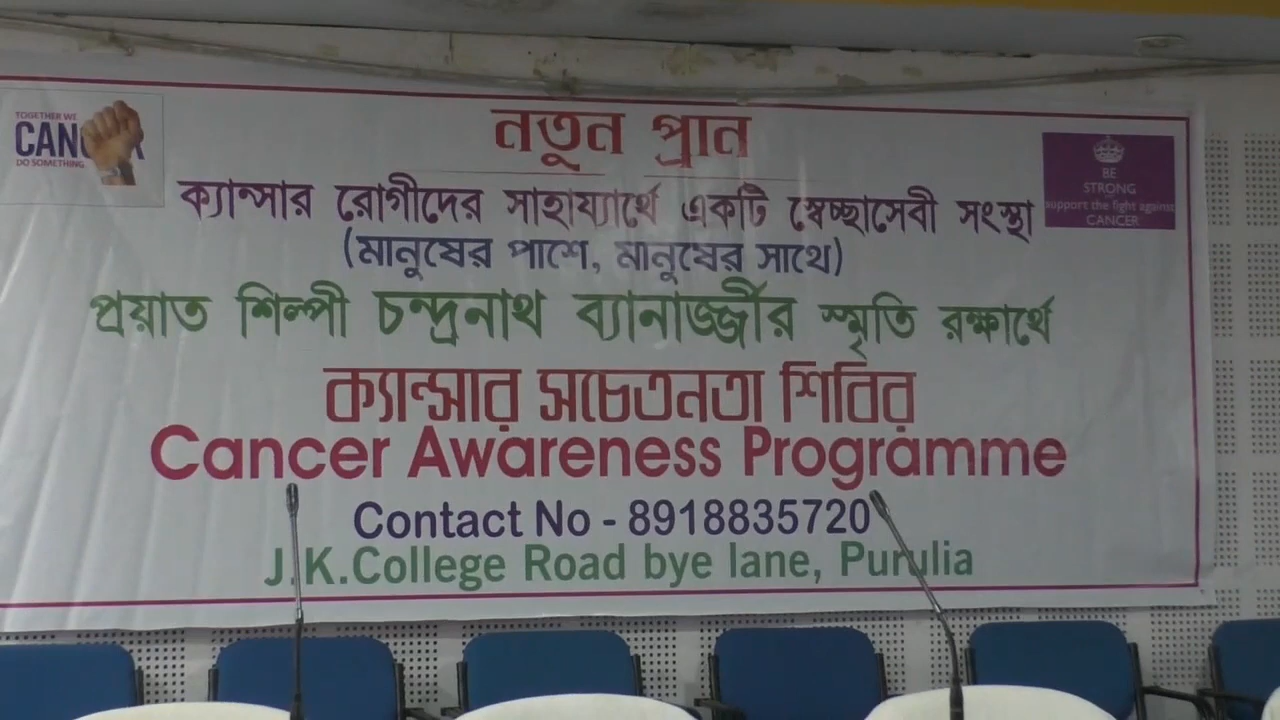 TOGETHER WE
CAN
DO SOMETHING
নতুন প্রান
BE
STRONG
support the fight against
CANCER
ক্যান্সার রোগীদের সাহায্যার্থে একটি স্বেচ্ছাসেবী সংস্থা
(মানুষের পাশে, মানুষের সাথে)
প্রয়াত শিল্পী চন্দ্রনাথ ব্যানার্জ্জীর স্মৃতি রক্ষার্থে
ক্যান্সার সচেতনতা শিবির
Cancer Awareness Programme
Contact No - 8918835720
J.K.College Road bye lane, Purulia